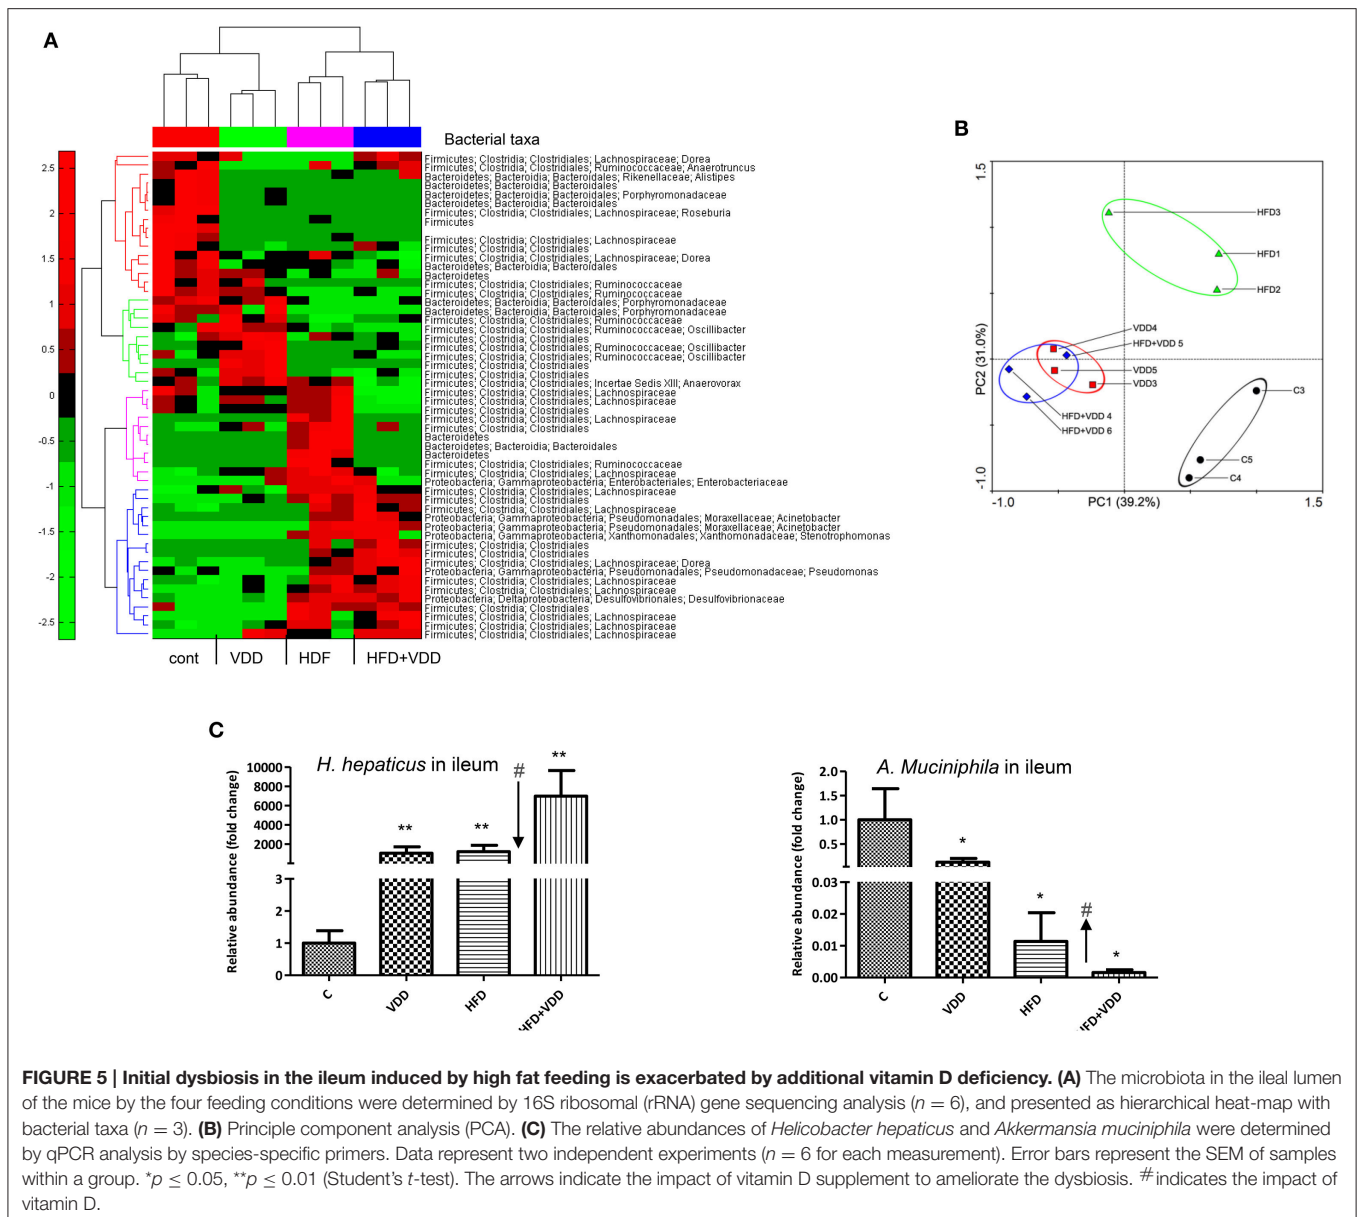 A
Bacterial taxa
2.5
2
1.5
1
0.5
0
-0.5
-1
-1.5
-2
-2.5
Firmicutes; Clostridia; Clostridiales; Lachnospiraceae; Dorea
Firmicutes; Clostridia; Clostridiales; Ruminococcaceae; Anaerotruncus
Bacteroidetes; Bacteroidia; Bacteroidales; Rikenellaceae; Alistipes
Bacteroidetes; Bacteroidia; Bacteroidales
Bacteroidetes; Bacteroidia; Bacteroidales; Porphyromonadaceae
Bacteroidetes; Bacteroidia; Bacteroidales
Firmicutes; Clostridia; Clostridiales; Lachnospiraceae; Roseburia
Firmicutes
Firmicutes; Clostridia; Clostridiales; Lachnospiraceae
Firmicutes; Clostridia; Clostridiales
Firmicutes; Clostridia; Clostridiales; Lachnospiraceae; Dorea
Bacteroidetes; Bacteroidia; Bacteroidales
Bacteroidetes
Firmicutes; Clostridia; Clostridiales; Ruminococcaceae
Firmicutes; Clostridia; Clostridiales; Ruminococcaceae
Bacteroidetes; Bacteroidia; Bacteroidales; Porphyromonadaceae
Bacteroidetes; Bacteroidia; Bacteroidales; Porphyromonadaceae
Firmicutes; Clostridia; Clostridiales; Ruminococcaceae
Firmicutes; Clostridia; Clostridiales; Ruminococcaceae; Oscillibacter
Firmicutes; Clostridia; Clostridiales
Firmicutes; Clostridia; Clostridiales; Ruminococcaceae; Oscillibacter
Firmicutes; Clostridia; Clostridiales; Ruminococcaceae; Oscillibacter
Firmicutes; Clostridia; Clostridiales
Firmicutes; Clostridia; Clostridiales
Firmicutes; Clostridia; Clostridiales; Incertae Sedis XIII; Anaerovorax
Firmicutes; Clostridia; Clostridiales
Firmicutes; Clostridia; Clostridiales
Firmicutes; Clostridia; Clostridiales
Firmicutes; Clostridia; Clostridiales; Lachnospiraceae
Firmicutes; Clostridia; Clostridiales
Bacteroidetes
Bacteroidetes; Bacteroidia; Bacteroidales
Bacteroidetes
Firmicutes; Clostridia; Clostridiales; Ruminococcaceae
Firmicutes; Clostridia; Clostridiales; Lachnospiraceae
Proteobacteria; Gammaproteobacteria; Enterobacteriales; Enterobacteriaceae
Firmicutes; Clostridia; Clostridiales; Lachnospiraceae
Firmicutes; Clostridia; Clostridiales
Firmicutes; Clostridia; Clostridiales; Lachnospiraceae
Proteobacteria; Gammaproteobacteria; Pseudomonadales; Moraxellaceae; Acinetobacter
Proteobacteria; Gammaproteobacteria; Pseudomonadales; Moraxellaceae; Acinetobacter
Proteobacteria; Gammaproteobacteria; Xanthomonadales; Xanthomonadaceae; Stenotrophomonas
Firmicutes; Clostridia; Clostridiales
Firmicutes; Clostridia; Clostridiales
Firmicutes; Clostridia; Clostridiales; Lachnospiraceae; Dorea
Proteobacteria; Gammaproteobacteria; Pseudomonadales; Pseudomonadaceae; Pseudomonas
Firmicutes; Clostridia; Clostridiales; Lachnospiraceae
Firmicutes; Clostridia; Clostridiales; Lachnospiraceae
Proteobacteria; Deltaproteobacteria; Desulfovibrionales; Desulfovibrionaceae
Firmicutes; Clostridia; Clostridiales
Firmicutes; Clostridia; Clostridiales; Lachnospiraceae
Firmicutes; Clostridia; Clostridiales; Lachnospiraceae
Firmicutes; Clostridia; Clostridiales; Lachnospiraceae
cont VDD HDF HFD+VDD
B
1.5
PC2 (31.0%)
-1.0
HFD3
HFD1
HFD2
VDD4
HFD+VDD 5
VDD5
VDD3
HFD+VDD 4
HFD+VDD 6
C3
C5
C4
-1.0 PC1 (39.2%) 1.5
C
H. hepaticus in ileum
Relative abundance (fold change)
10000
8000
6000
4000
2000
3
2
1
0
** ** # **
C VDD HFD HFD+VDD
A. Muciniphila in ileum
Relative abundance (fold change)
2.0
1.5
1.0
0.5
0.03
0.02
0.01
0.00
* * # *
C VDD HFD HFD+VDD
FIGURE 5 | Initial dysbiosis in the ileum induced by high fat feeding is exacerbated by additional vitamin D deficiency. (A) The microbiota in the ileal lumen
of the mice by the four feeding conditions were determined by 16S ribosomal (rRNA) gene sequencing analysis (n = 6), and presented as hierarchical heat-map with
bacterial taxa (n = 3). (B) Principle component analysis (PCA). (C) The relative abundances of Helicobacter hepaticus and Akkermansia muciniphila were determined
by qPCR analysis by species-specific primers. Data represent two independent experiments (n = 6 for each measurement). Error bars represent the SEM of samples
within a group. *p ≤ 0.05, **p ≤ 0.01 (Student's t-test). The arrows indicate the impact of vitamin D supplement to ameliorate the dysbiosis. #indicates the impact of
vitamin D.